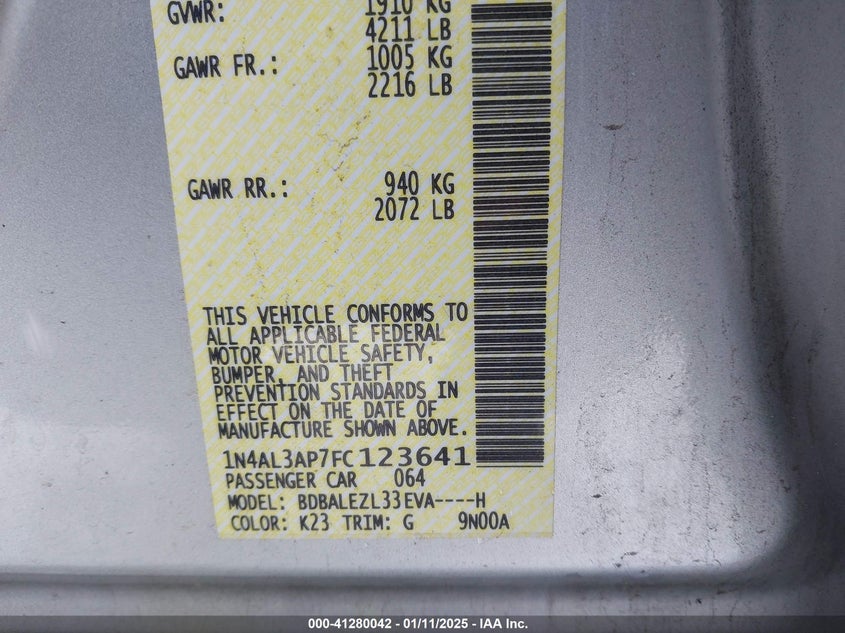 GVWR: 1910 KG
4211 LB
GAWR FR.: 1005 KG
2216 LB
GAWR RR.: 940 KG
2072 LB
THIS VEHICLE CONFORMS TO
ALL APPLICABLE FEDERAL
MOTOR VEHICLE SAFETY,
BUMPER, AND THEFT
PREVENTION STANDARDS IN
EFFECT ON THE DATE OF
MANUFACTURE SHOWN ABOVE.
1N4AL3AP7FC123641
PASSENGER CAR 064
MODEL: BDBALEZL33EVA----H
COLOR: K23 TRIM: G 9N00A
000-41280042 - 01/11/2025 - IAA Inc.